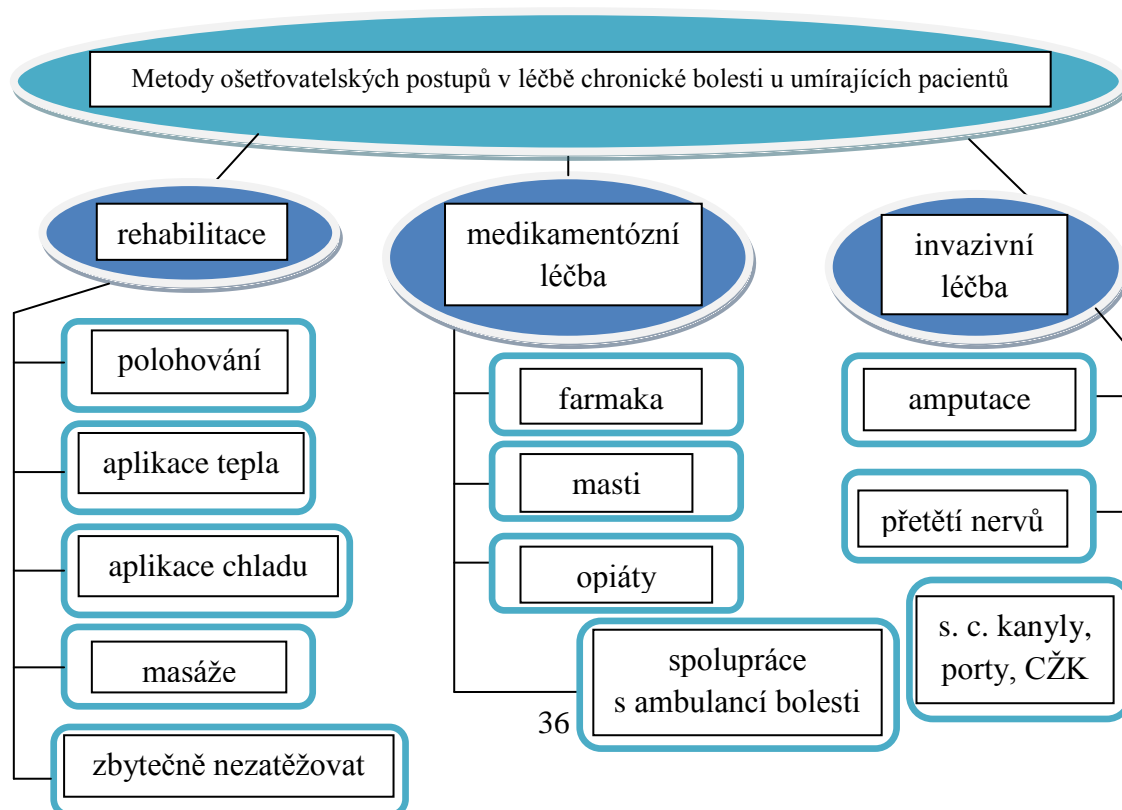 Metody ošetřovatelských postupů v léčbě chronické bolesti u umírajících pacientů
rehabilitace
polohování
aplikace tepla
aplikace chladu
masáže
zbytečně nezatěžovat
medikamentózní
léčba
farmaka
masti
opiáty
spolupráce
s ambulancí bolesti
invazivní
léčba
amputace
přetětí nervů
s. c. kanyly,
porty, CŽK
36